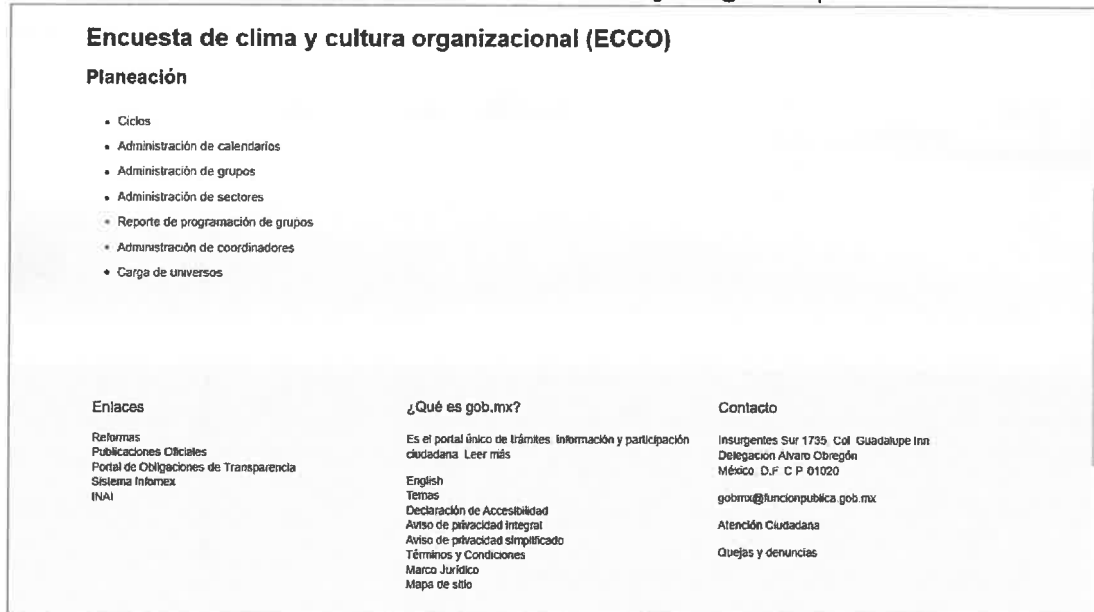 Encuesta de clima y cultura organizacional (ECCO)
Planeación
• Ciclos
• Administración de calendarios
• Administración de grupos
• Administración de sectores
• Reporte de programación de grupos
• Administración de coordinadores
• Carga de universos
Enlaces
Reformas
Publicaciones Oficiales
Portal de Obligaciones de Transparencia
Sistema Infomex
INAI
¿Qué es gob.mx?
Es el portal único de trámites, información y participación
ciudadana. Leer más
English
Temas
Declaración de Accesibilidad
Aviso de privacidad integral
Aviso de privacidad simplificado
Términos y Condiciones
Marco Jurídico
Mapa de sitio
Contacto
Insurgentes Sur 1735, Col. Guadalupe Inn
Delegación Alvaro Obregón
México, D.F. C.P. 01020
gobmx@funcionpublica.gob.mx
Atención Ciudadana
Quejas y denuncias